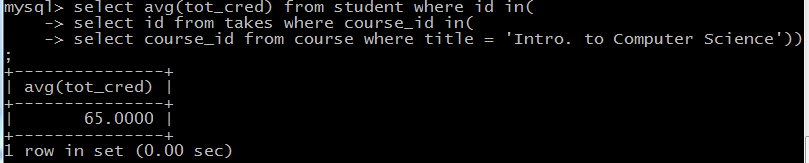 mysql> select avg(tot_cred) from student where id in(
    -> select id from takes where course_id in(
    -> select course_id from course where title = 'Intro. to Computer Science'))
;
+---------------+
| avg(tot_cred) |
+---------------+
|       65.0000 |
+---------------+
1 row in set (0.00 sec)